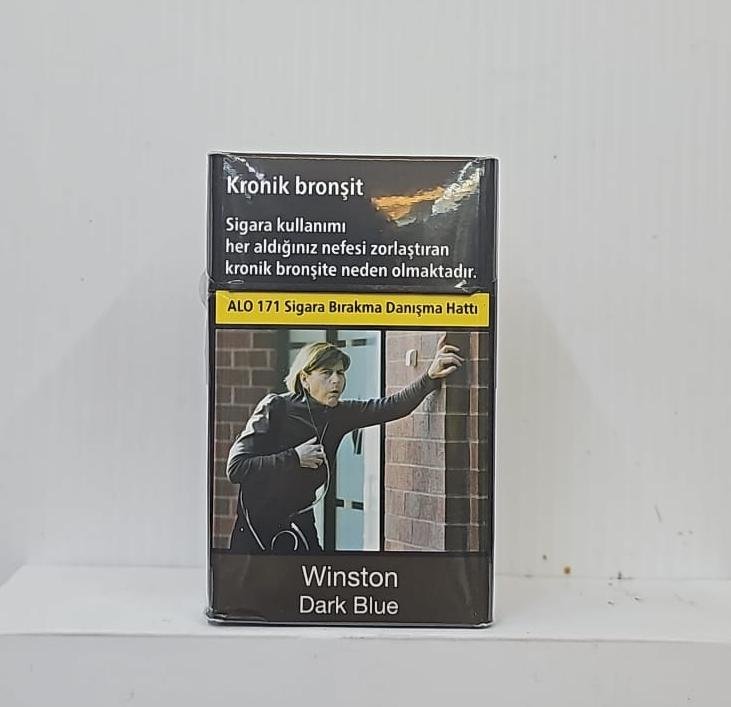 Kronik bronşit
Sigara kullanımı
her aldığınız nefesi zorlaştıran
kronik bronşite neden olmaktadır.
ALO 171 Sigara Bırakma Danışma Hattı
Winston
Dark Blue